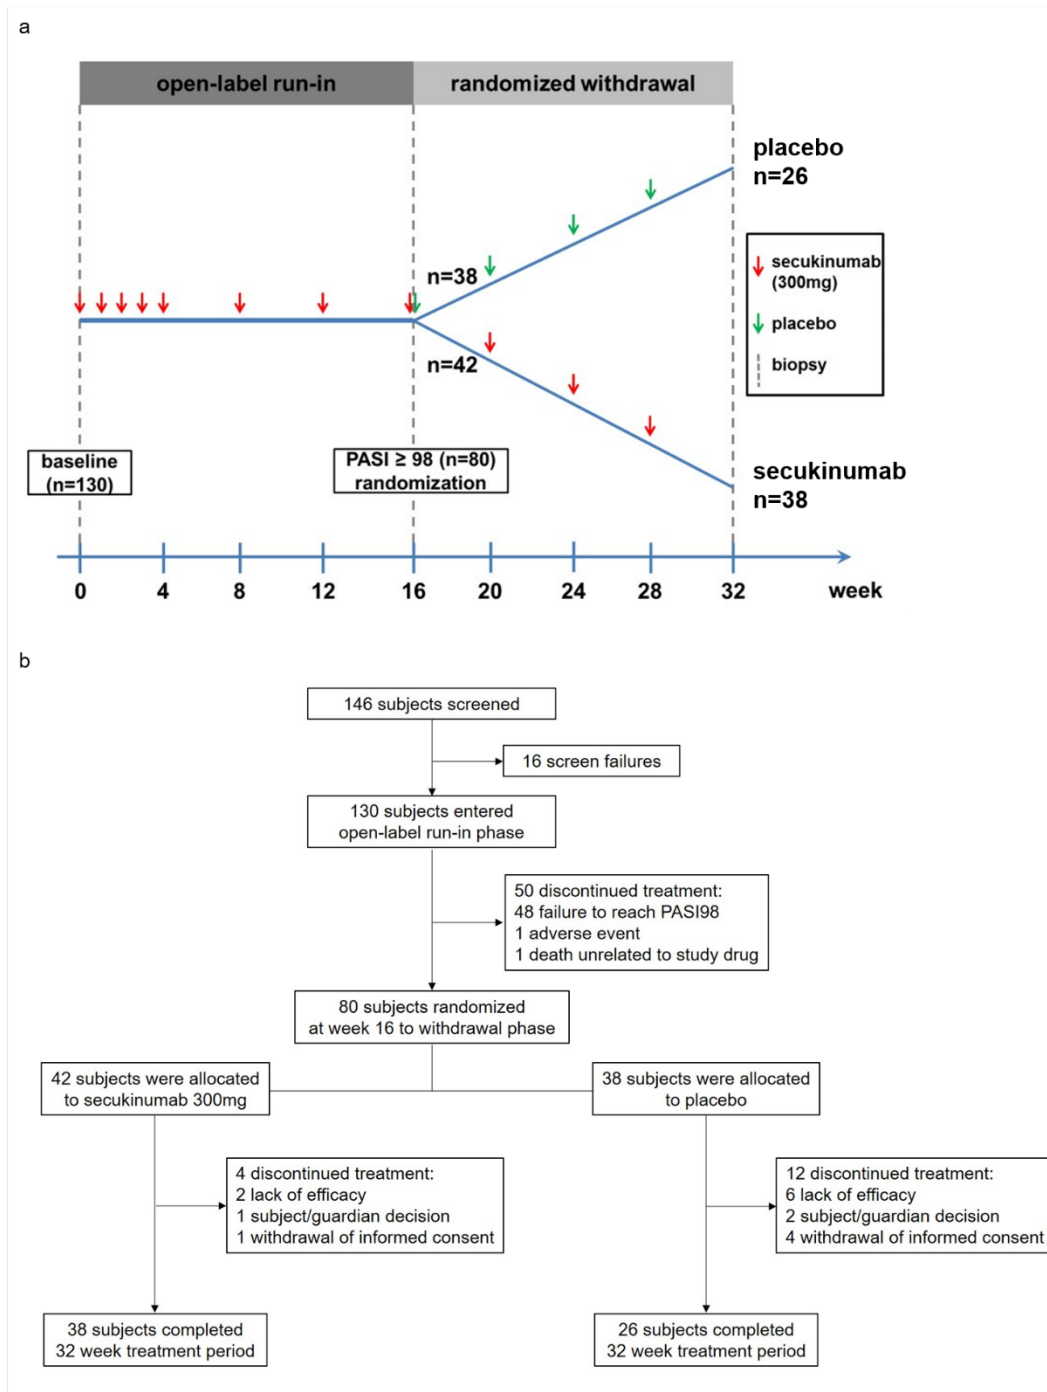 a
open-label run-in
randomized withdrawal
placebo
n=26
n=38
n=42
secukinumab
(300mg)
placebo
biopsy
baseline
(n=130)
PASI ≥ 98 (n=80)
randomization
secukinumab
n=38
0 4 8 12 16 20 24 28 32 week
b
146 subjects screened
16 screen failures
130 subjects entered
open-label run-in phase
50 discontinued treatment:
48 failure to reach PASI98
1 adverse event
1 death unrelated to study drug
80 subjects randomized
at week 16 to withdrawal phase
42 subjects were allocated
to secukinumab 300mg
38 subjects were allocated
to placebo
4 discontinued treatment:
2 lack of efficacy
1 subject/guardian decision
1 withdrawal of informed consent
12 discontinued treatment:
6 lack of efficacy
2 subject/guardian decision
4 withdrawal of informed consent
38 subjects completed
32 week treatment period
26 subjects completed
32 week treatment period